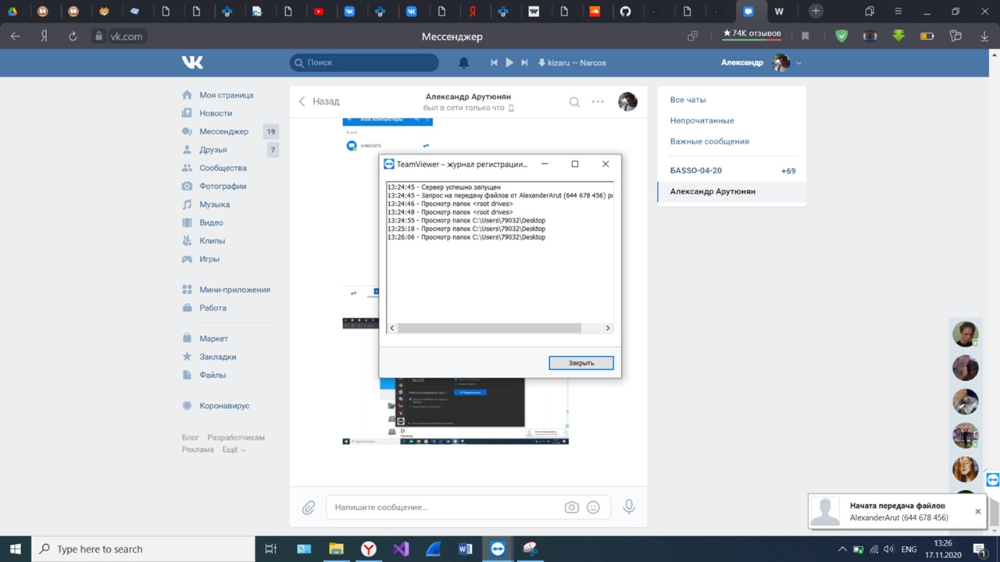 vk.com
Мессенджер
★ 74K отзывов
Поиск
kizaru — Narcos
Александр
Моя страница
Новости
Мессенджер 19
Друзья 7
Сообщества
Фотографии
Музыка
Видео
Клипы
Игры
Мини-приложения
Работа
Маркет
Закладки
Файлы
Коронавирус
Блог Разработчикам
Реклама Ещё
Назад
Александр Арутюнян
был в сети только что
Мои компьютеры
TeamViewer – журнал регистрации...
13:24:45 - Сервер успешно запущен
13:24:45 - Запрос на передачу файлов от AlexanderArut (644 678 456) ра
13:24:46 - Просмотр папок <root drives>
13:24:48 - Просмотр папок <root drives>
13:24:55 - Просмотр папок C:\Users\79032\Desktop
13:25:18 - Просмотр папок C:\Users\79032\Desktop
13:26:06 - Просмотр папок C:\Users\79032\Desktop
Закрыть
D:
Напишите сообщение...
Все чаты
Непрочитанные
Важные сообщения
БASSO-04-20 +69
Александр Арутюнян
Начата передача файлов
AlexanderArut (644 678 456)
Type here to search
ENG
13:26
17.11.2020
1